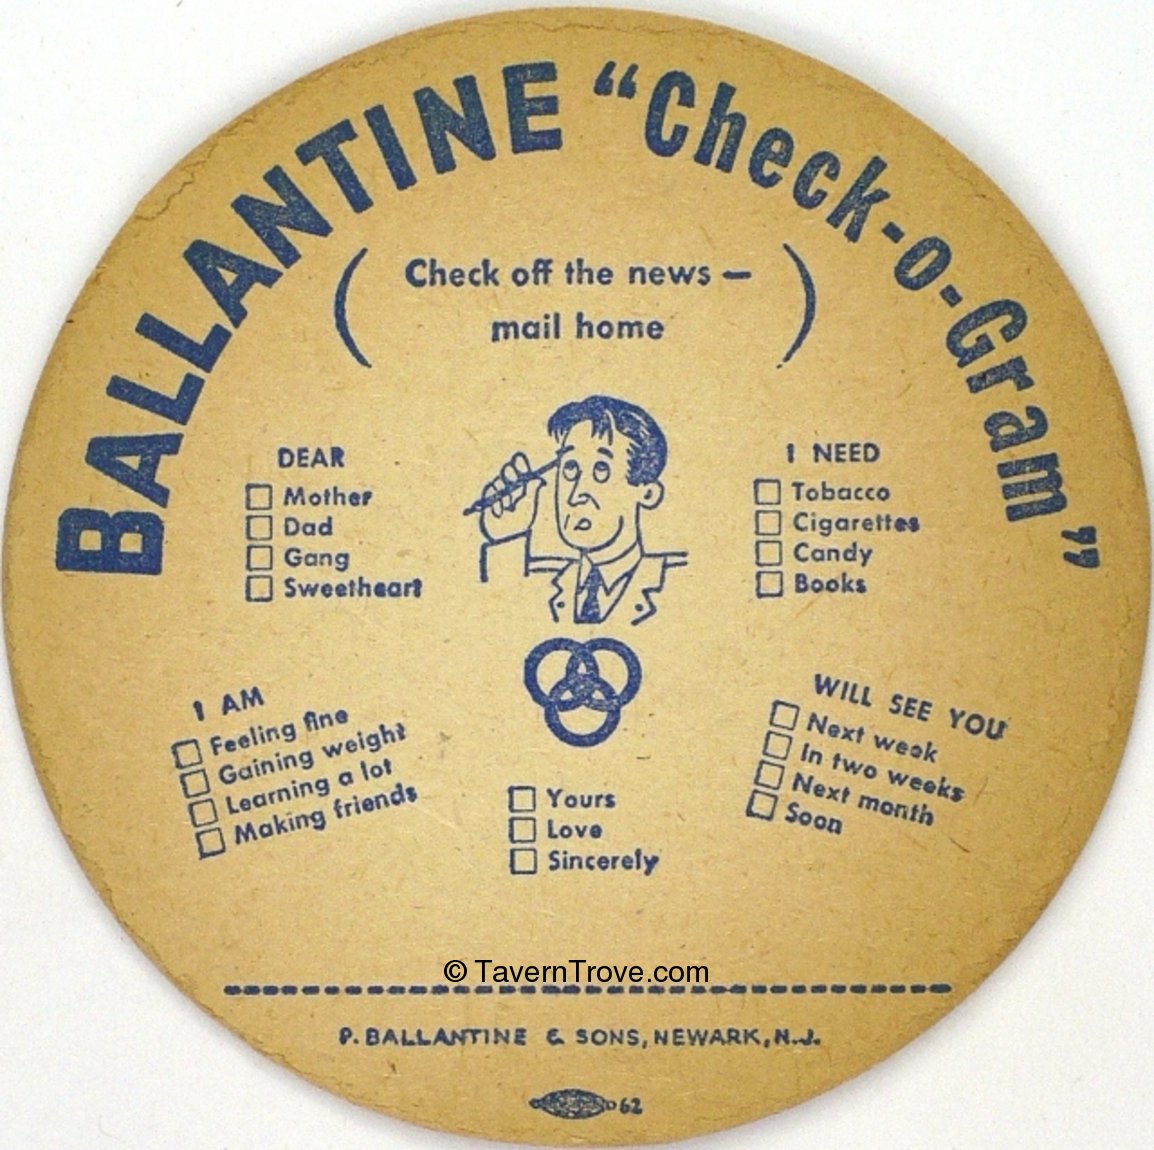 BALLANTINE "Check-o-Gram"
(Check off the news —
mail home)
DEAR
Mother
Dad
Gang
Sweetheart
I NEED
Tobacco
Cigarettes
Candy
Books
I AM
Feeling fine
Gaining weight
Learning a lot
Making friends
WILL SEE YOU
Next week
In two weeks
Next month
Soon
Yours
Love
Sincerely
© TavernTrove.com
P. BALLANTINE & SONS, NEWARK, N.J.
62